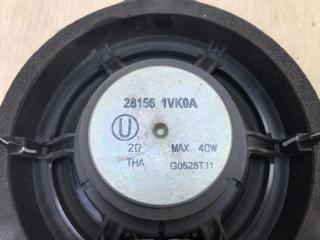 28156 1VK0A
U
2Ω MAX. 40W
THA G0528T11